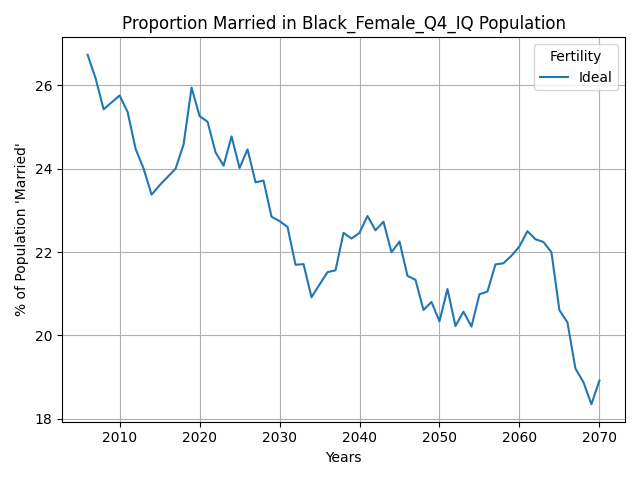 Proportion Married in Black_Female_Q4_IQ Population
Fertility
Ideal
% of Population 'Married'
26
24
22
20
18
2010 2020 2030 2040 2050 2060 2070
Years